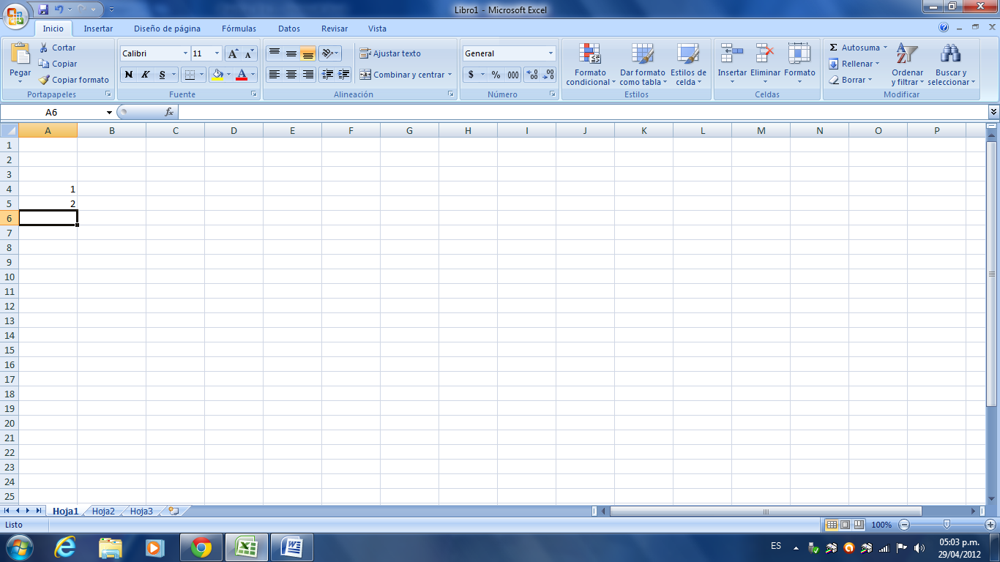 Libro1 - Microsoft Excel
Inicio Insertar Diseño de página Fórmulas Datos Revisar Vista
Pegar Cortar Copiar Copiar formato
Portapapeles
Calibri 11
N K S A A A
Fuente
Ajustar texto
Combinar y centrar
Alineación
General
$ % 000 ,00 ,00
Número
Formato condicional Dar formato como tabla Estilos de celda
Estilos
Insertar Eliminar Formato
Celdas
Σ Autosuma
Rellenar
Borrar
Ordenar y filtrar Buscar y seleccionar
Modificar
A6 fx
A B C D E F G H I J K L M N O P
1
2
3
4 1
5 2
6
7
8
9
10
11
12
13
14
15
16
17
18
19
20
21
22
23
24
25
Hoja1 Hoja2 Hoja3
Listo 100%
ES 05:03 p.m.
29/04/2012